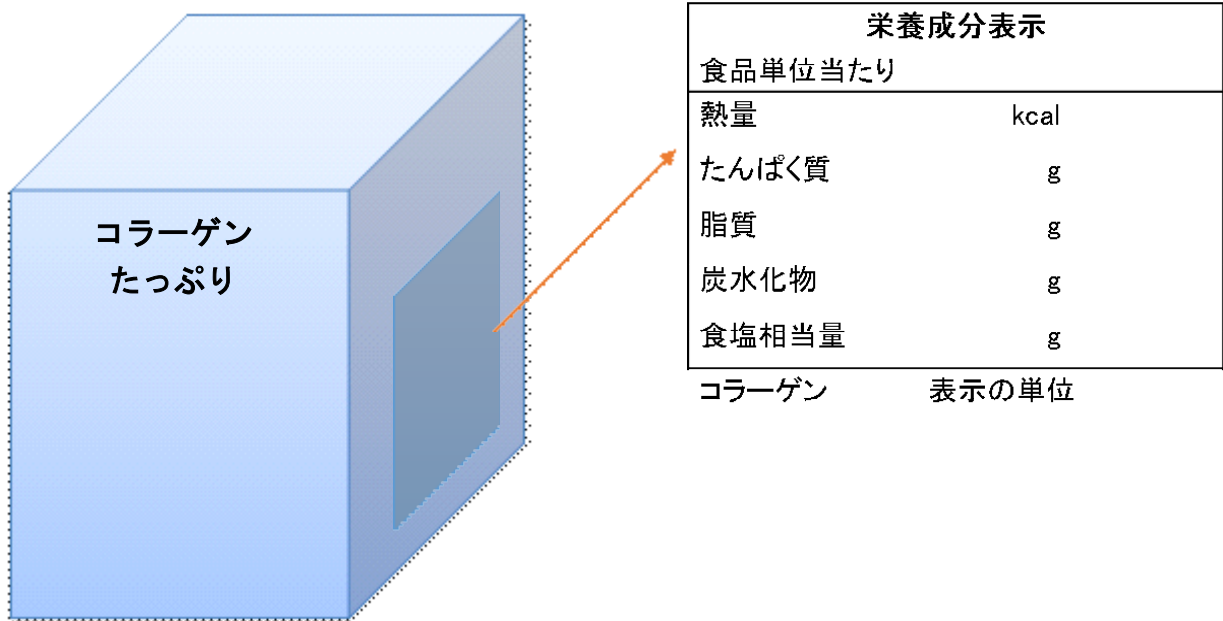 コラーゲン
たっぷり
栄養成分表示
食品単位当たり
熱量 kcal
たんぱく質 g
脂質 g
炭水化物 g
食塩相当量 g
コラーゲン 表示の単位